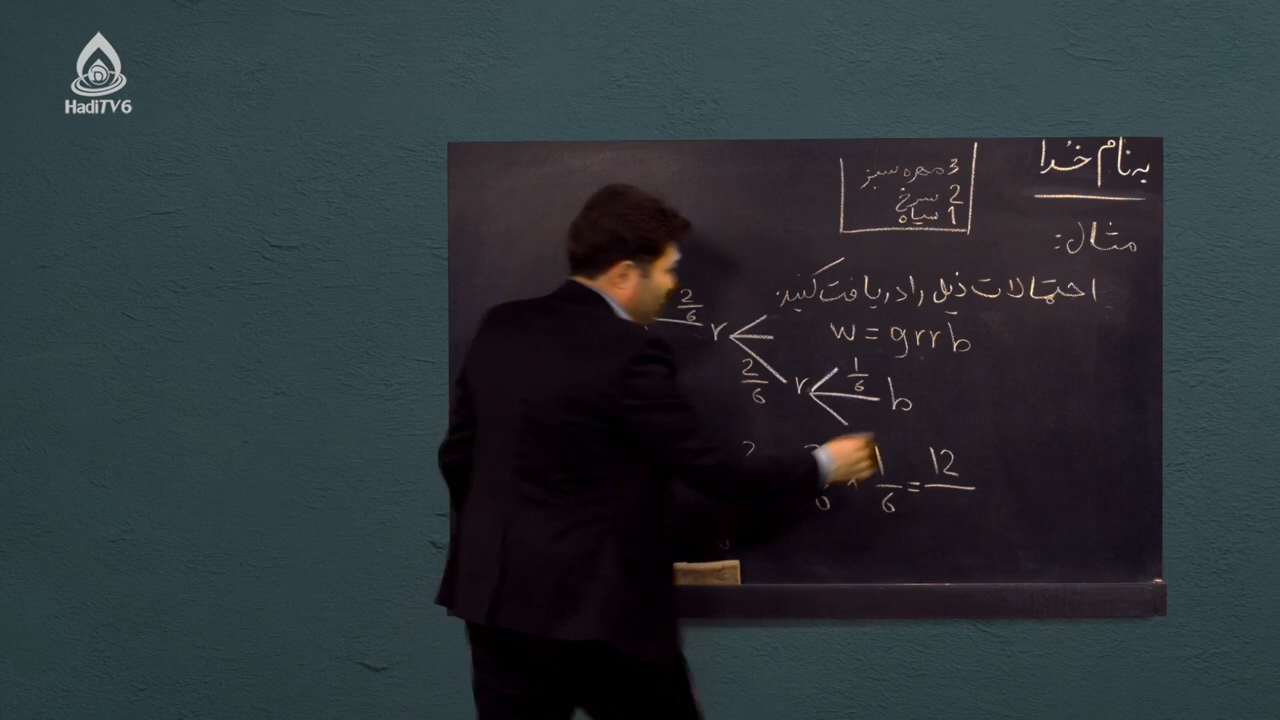 HadiTV6
به نام خدا
3 مهره سبز
2 سرخ
1 سیاه
مثال:
احتمالات ذیل را دریافت کنید.
w = grrb
2/6 r
2/6 r 1/6 b
1/6 = 12